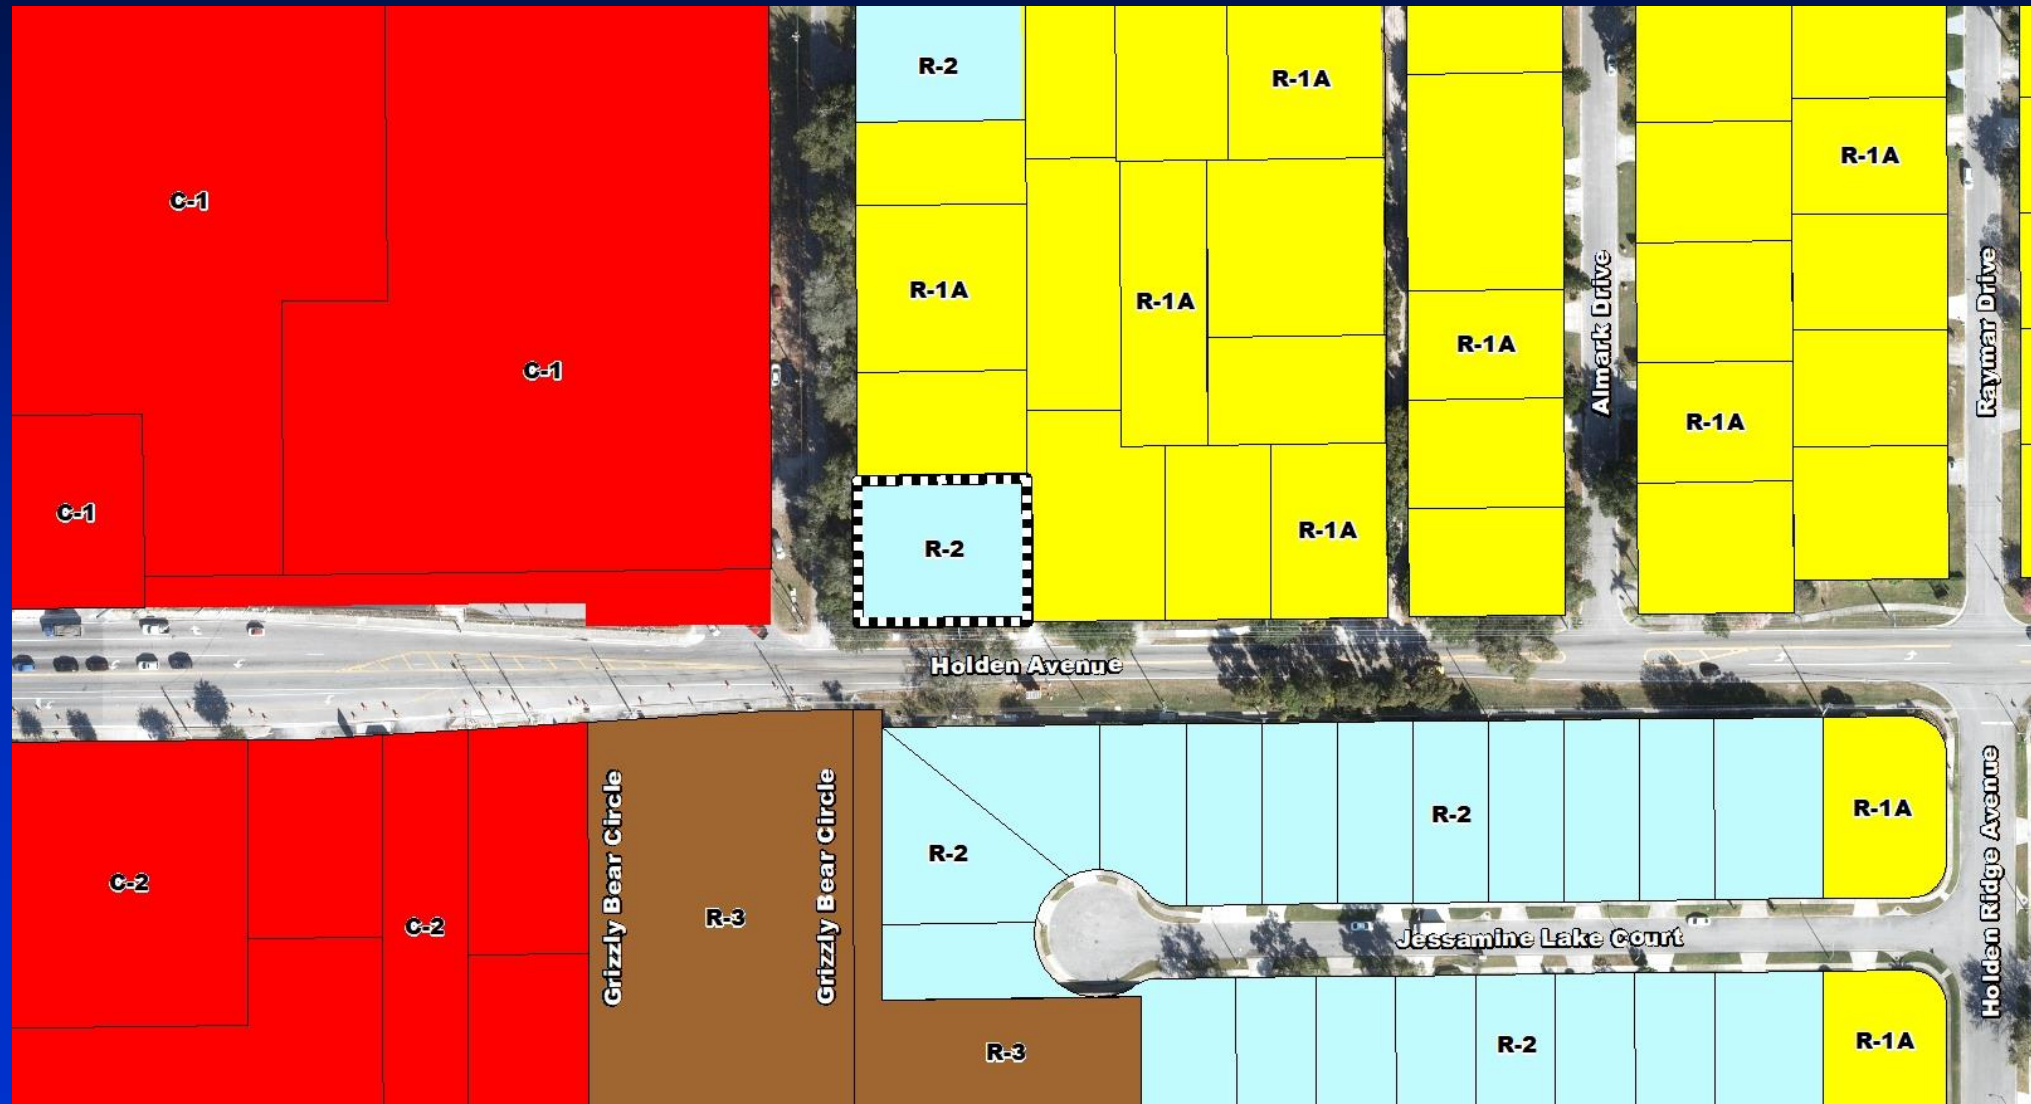 R-2
R-1A
R-1A
C-1
Almark Drive
Raymar Drive
R-1A
R-1A
R-1A
C-1
R-1A
R-1A
C-1
R-1A
R-2
Holden Avenue
Grizzly Bear Circle
Grizzly Bear Circle
Holden Ridge Avenue
R-1A
R-2
R-2
C-2
R-3
C-2
Jessamine Lake Court
R-1A
R-2
R-3